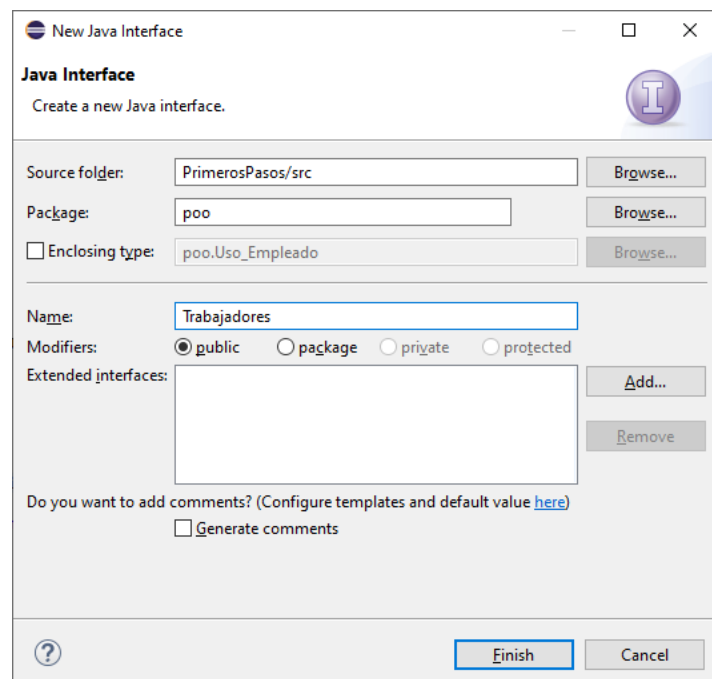 New Java Interface
Java Interface
Create a new Java interface.
I
Source folder: PrimerosPasos/src Browse...
Package: poo Browse...
Enclosing type: poo.Uso_Empleado Browse...
Name: Trabajadores
Modifiers: public package private protected
Extended interfaces: Add...
Remove
Do you want to add comments? (Configure templates and default value here)
Generate comments
? Finish Cancel